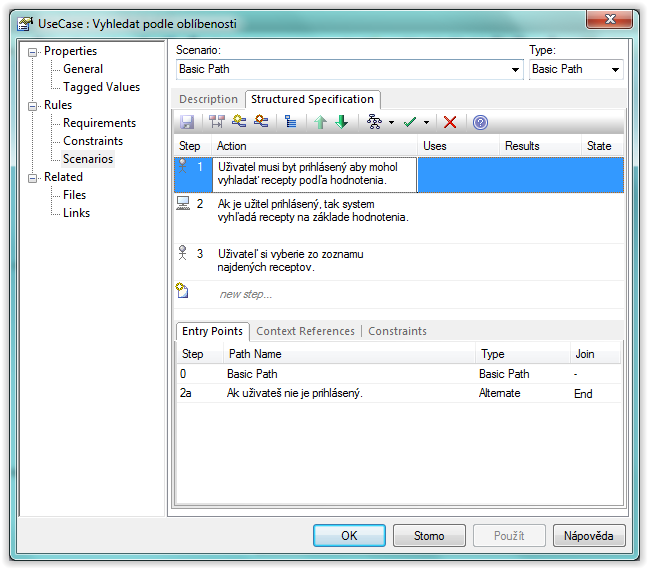 UseCase : Vyhledat podle oblíbenosti
Properties
General
Tagged Values
Rules
Requirements
Constraints
Scenarios
Related
Files
Links
Scenario:
Type:
Basic Path
Basic Path
Description
Structured Specification
Step
Action
Uses
Results
State
1
Uživatel musi byt prihlásený aby mohol
vyhladať recepty podľa hodnotenia.
2
Ak je užitel prihlásený, tak system
vyhľadá recepty na základe hodnotenia.
3
Uživateľ si vyberie zo zoznamu
najdených receptov.
new step...
Entry Points
Context References
Constraints
Step
Path Name
Type
Join
0
Basic Path
Basic Path
-
2a
Ak uživateš nie je prihlásený.
Alternate
End
OK
Storno
Použít
Nápověda